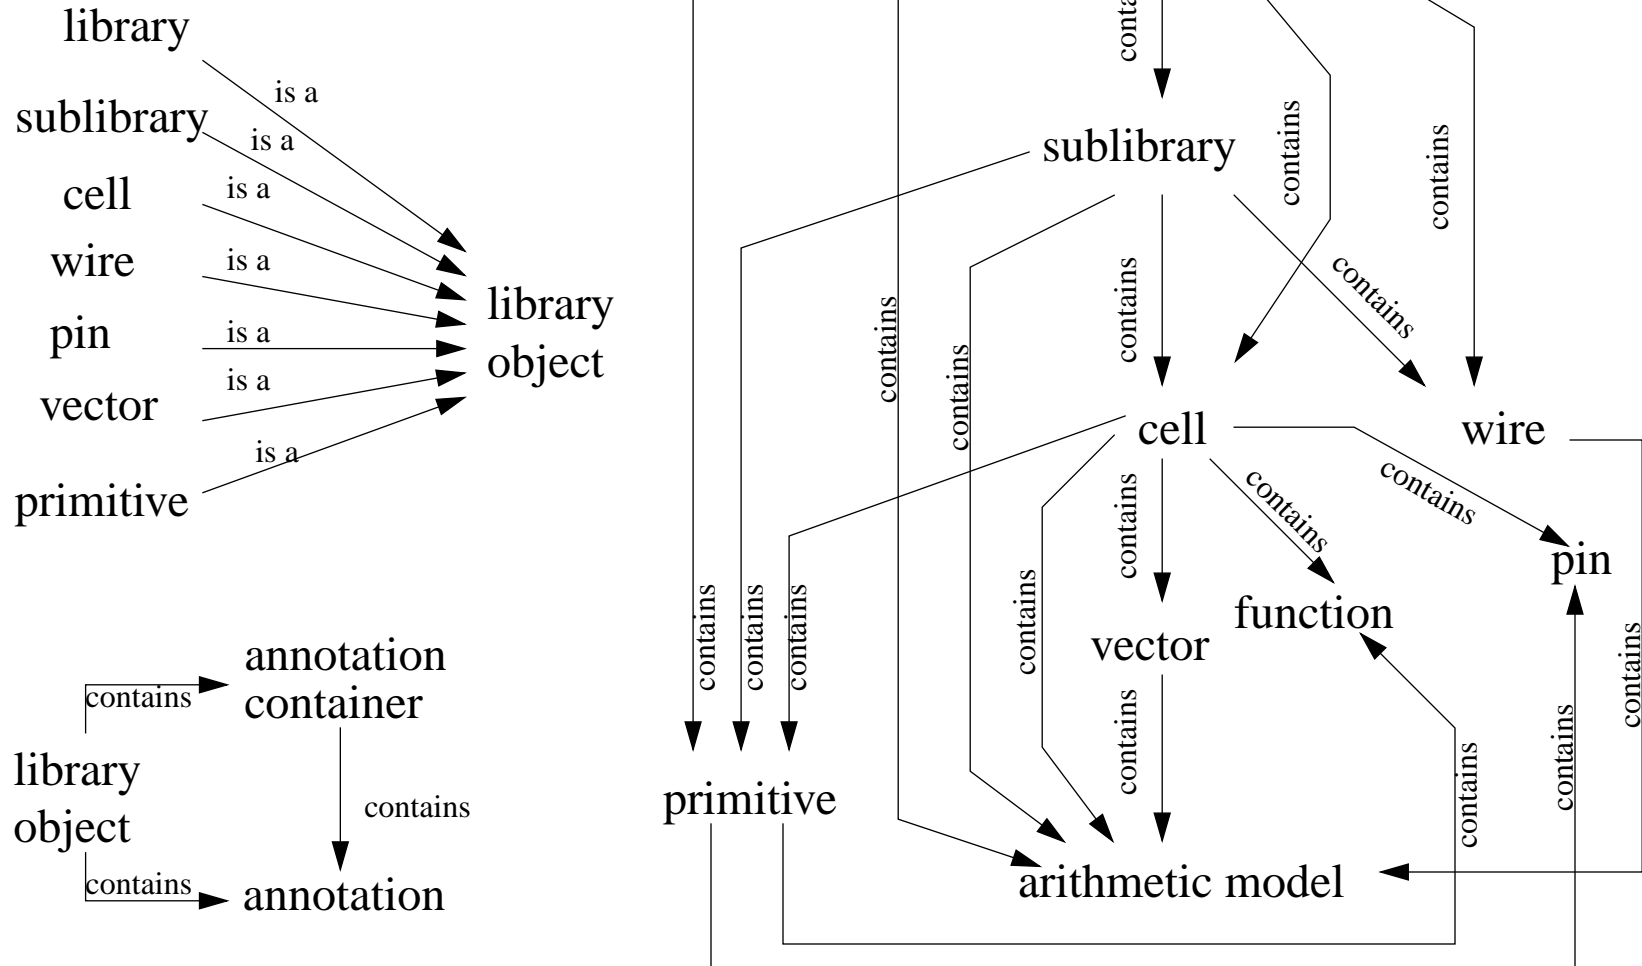 library
is a
sublibrary
is a
cell
is a
wire
is a
pin
is a
vector
is a
primitive
is a
library
object
annotation
container
contains
library
object
contains
contains
annotation
sublibrary
contains
contains
contains
contains
contains
contains
cell
wire
contains
contains
contains
pin
contains
function
contains
vector
contains
contains
contains
contains
contains
contains
contains
primitive
arithmetic model